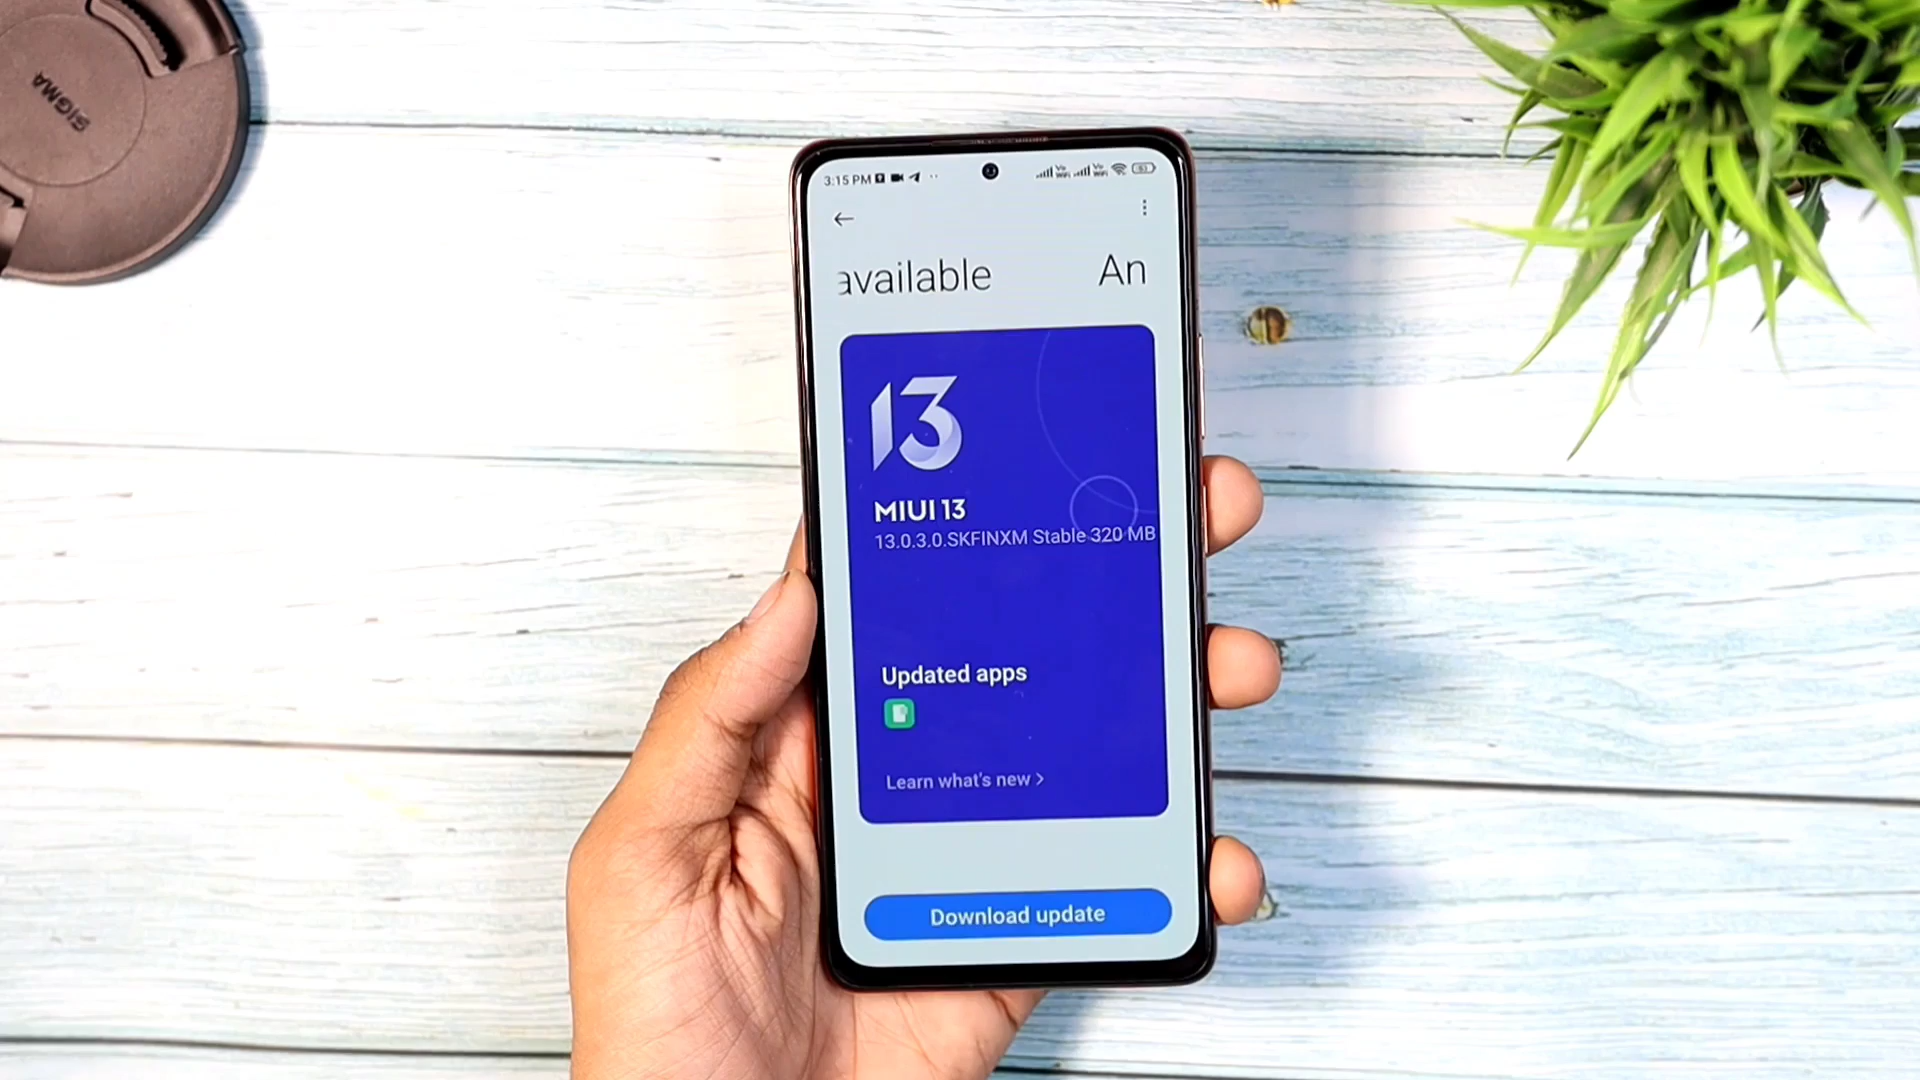 SIGMA
3:15 PM
available An
13
MIUI 13
13.0.3.0.SKFINXM Stable 320 MB
Updated apps
Learn what's new >
Download update